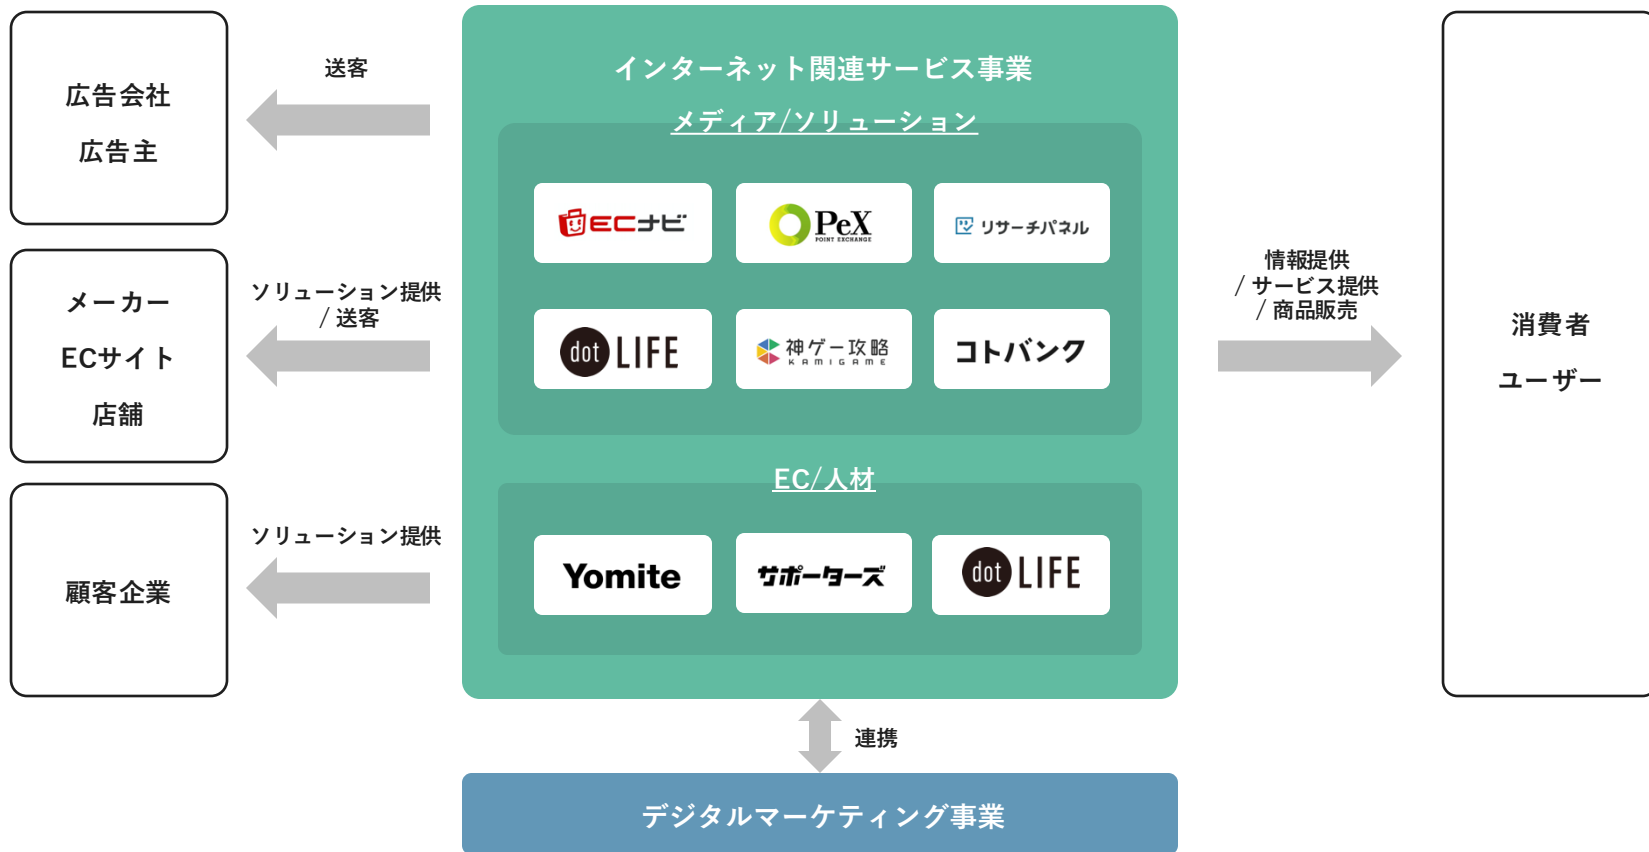 広告会社
広告主
メーカー
ECサイト
店舗
顧客企業
送客
ソリューション提供
/ 送客
ソリューション提供
インターネット関連サービス事業
メディア/ソリューション
ECナビ
PeX
POINT EXCHANGE
リサーチパネル
dot LIFE
神ゲー攻略
KAMIGAME
コトバンク
EC/人材
Yomite
サポーターズ
dot LIFE
連携
デジタルマーケティング事業
情報提供
/ サービス提供
/ 商品販売
消費者
ユーザー